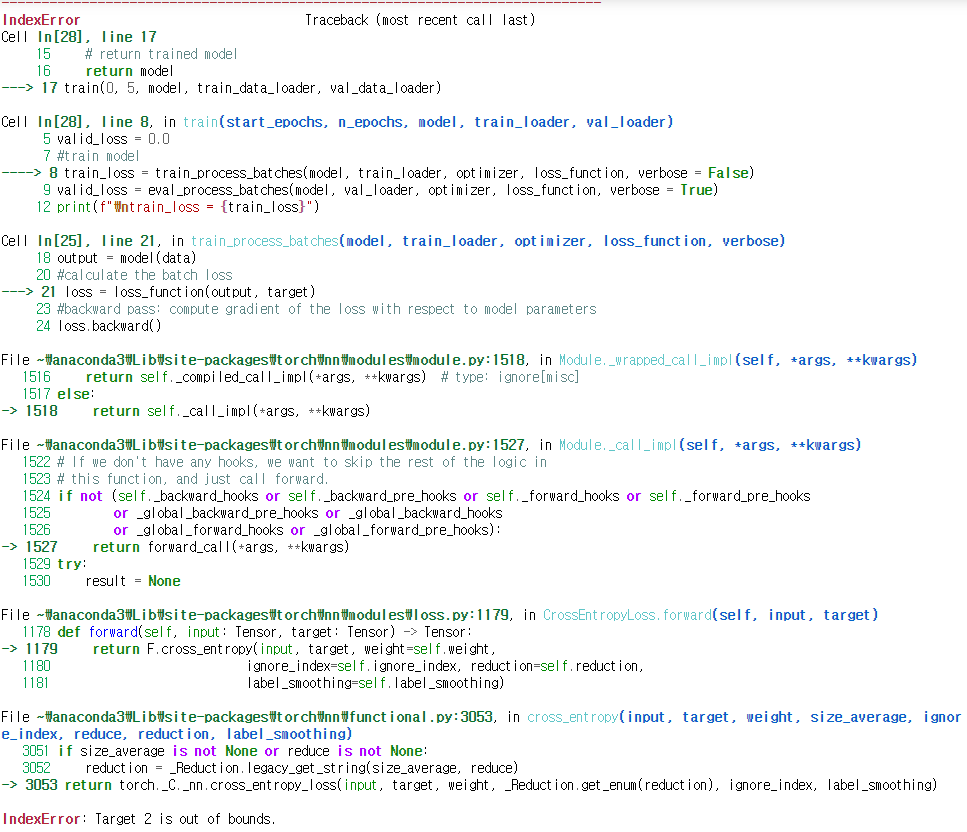 ---------------------------------------------------------------------------
IndexError                                Traceback (most recent call last)
Cell In[28], line 17
     15     # return trained model
     16     return model
---> 17 train(0, 5, model, train_data_loader, val_data_loader)

Cell In[28], line 8, in train(start_epochs, n_epochs, model, train_loader, val_loader)
      5 valid_loss = 0.0
      7 #train model
----> 8 train_loss = train_process_batches(model, train_loader, optimizer, loss_function, verbose = False)
      9 valid_loss = eval_process_batches(model, val_loader, optimizer, loss_function, verbose = True)
     12 print(f"₩ntrain_loss = {train_loss}")

Cell In[25], line 21, in train_process_batches(model, train_loader, optimizer, loss_function, verbose)
     18 output = model(data)
     20 #calculate the batch loss
---> 21 loss = loss_function(output, target)
     23 #backward pass: compute gradient of the loss with respect to model parameters
     24 loss.backward()

File ~₩anaconda3₩Lib₩site-packages₩torch₩nn₩modules₩module.py:1518, in Module._wrapped_call_impl(self, *args, **kwargs)
   1516     return self._compiled_call_impl(*args, **kwargs)  # type: ignore[misc]
   1517 else:
-> 1518     return self._call_impl(*args, **kwargs)

File ~₩anaconda3₩Lib₩site-packages₩torch₩nn₩modules₩module.py:1527, in Module._call_impl(self, *args, **kwargs)
   1522 # If we don't have any hooks, we want to skip the rest of the logic in
   1523 # this function, and just call forward.
   1524 if not (self._backward_hooks or self._backward_pre_hooks or self._forward_hooks or self._forward_pre_hooks
   1525         or _global_backward_pre_hooks or _global_backward_hooks
   1526         or _global_forward_hooks or _global_forward_pre_hooks):
-> 1527     return forward_call(*args, **kwargs)
   1529 try:
   1530     result = None

File ~₩anaconda3₩Lib₩site-packages₩torch₩nn₩modules₩loss.py:1179, in CrossEntropyLoss.forward(self, input, target)
   1178 def forward(self, input: Tensor, target: Tensor) -> Tensor:
-> 1179     return F.cross_entropy(input, target, weight=self.weight,
   1180                            ignore_index=self.ignore_index, reduction=self.reduction,
   1181                            label_smoothing=self.label_smoothing)

File ~₩anaconda3₩Lib₩site-packages₩torch₩nn₩functional.py:3053, in cross_entropy(input, target, weight, size_average, ignor
e_index, reduce, reduction, label_smoothing)
   3051 if size_average is not None or reduce is not None:
   3052     reduction = _Reduction.legacy_get_string(size_average, reduce)
-> 3053 return torch._C._nn.cross_entropy_loss(input, target, weight, _Reduction.get_enum(reduction), ignore_index, label_smoothing)

IndexError: Target 2 is out of bounds.